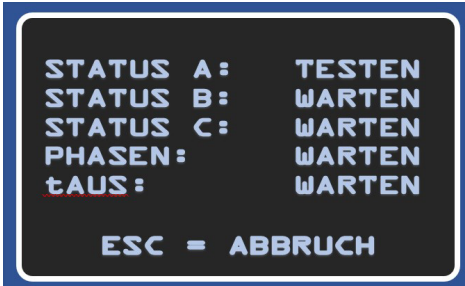 STATUS A: TESTEN
STATUS B: WARTEN
STATUS C: WARTEN
PHASEN: WARTEN
tAUS: WARTEN
ESC = ABBRUCH